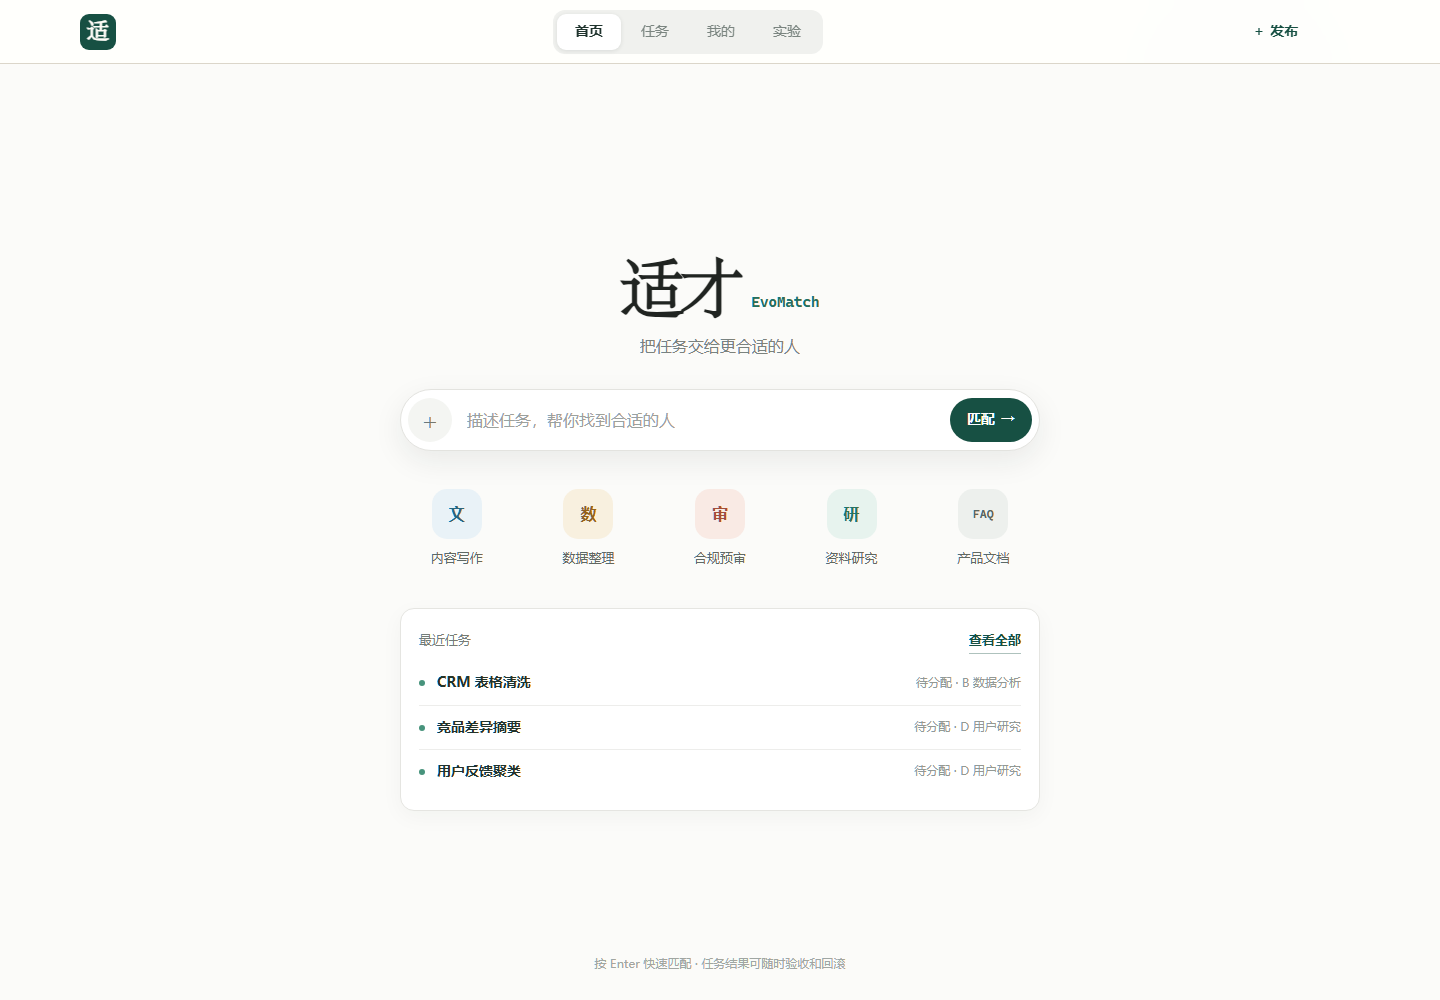 适
首页 任务 我的 实验
+ 发布
适才 EvoMatch
把任务交给更合适的人
+ 描述任务，帮你找到合适的人 匹配 →
文 数 审 研 FAQ
内容写作 数据整理 合规预审 资料研究 产品文档
最近任务 查看全部
CRM 表格清洗 待分配 · B 数据分析
竞品差异摘要 待分配 · D 用户研究
用户反馈聚类 待分配 · D 用户研究
按 Enter 快速匹配 · 任务结果可随时验收和回滚